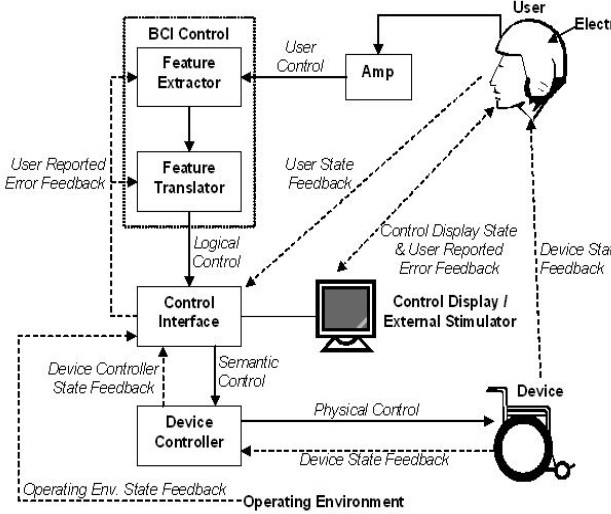 User
Electr
BCI Control
Feature
Extractor
User
Control
Amp
User Reported
Error Feedback
Feature
Translator
User State
Feedback
Logical
Control
Control Display State
& User Reported
Error Feedback
Device Stat
Feedback
Control
Interface
Control Display /
External Stimulator
Device Controller
State Feedback
Semantic
Control
Device
Physical Control
Device
Controller
Device State Feedback
Operating Env. State Feedback
Operating Environment